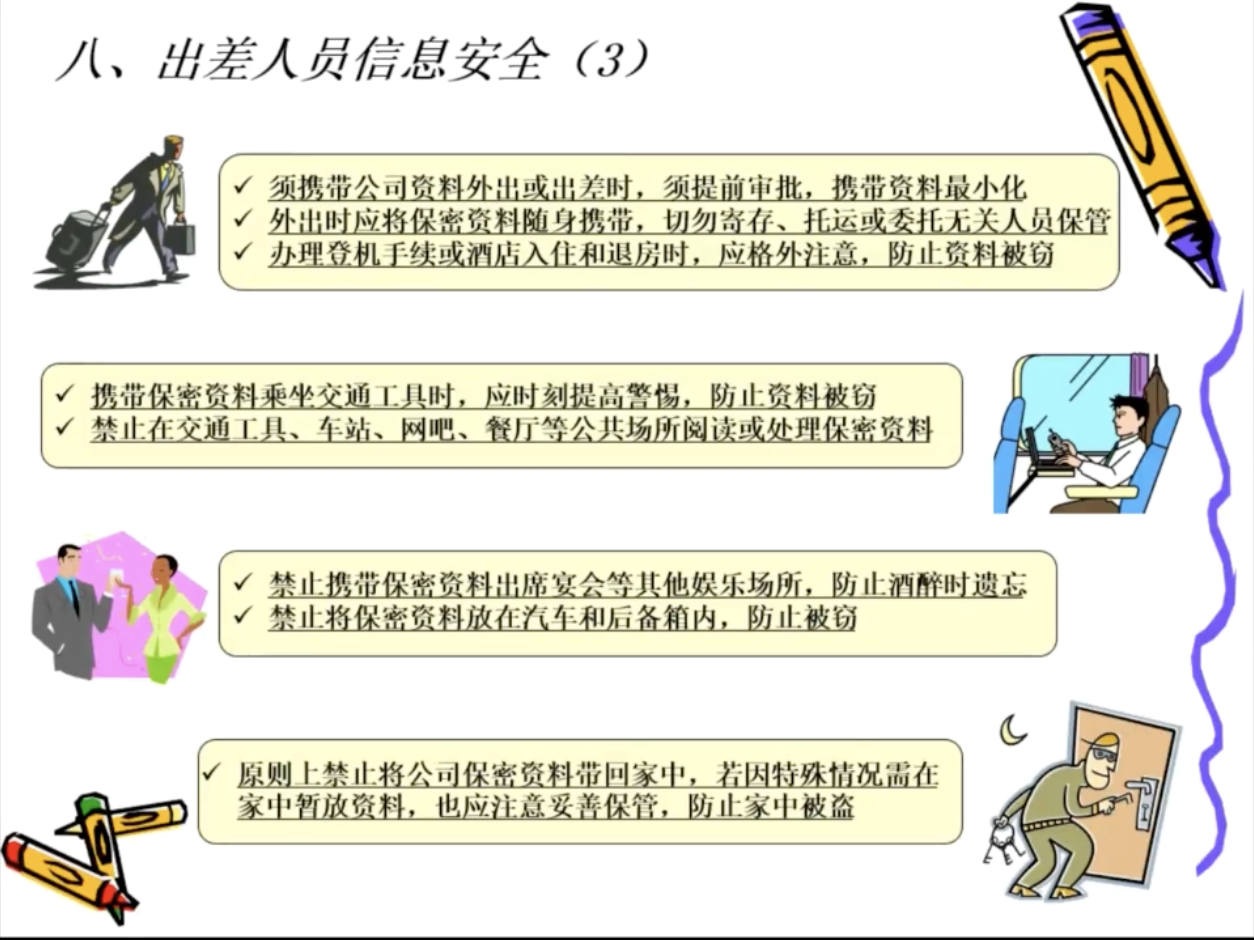 八、出差人员信息安全（3）
✓ 须携带公司资料外出或出差时，须提前审批，携带资料最小化
✓ 外出时应将保密资料随身携带，切勿寄存、托运或委托无关人员保管
✓ 办理登机手续或酒店入住和退房时，应格外注意，防止资料被窃
✓ 携带保密资料乘坐交通工具时，应时刻提高警惕，防止资料被窃
✓ 禁止在交通工具、车站、网吧、餐厅等公共场所阅读或处理保密资料
✓ 禁止携带保密资料出席宴会等其他娱乐场所，防止酒醉时遗忘
✓ 禁止将保密资料放在汽车和后备箱内，防止被窃
✓ 原则上禁止将公司保密资料带回家中，若因特殊情况需在
家中暂放资料，也应注意妥善保管，防止家中被盗